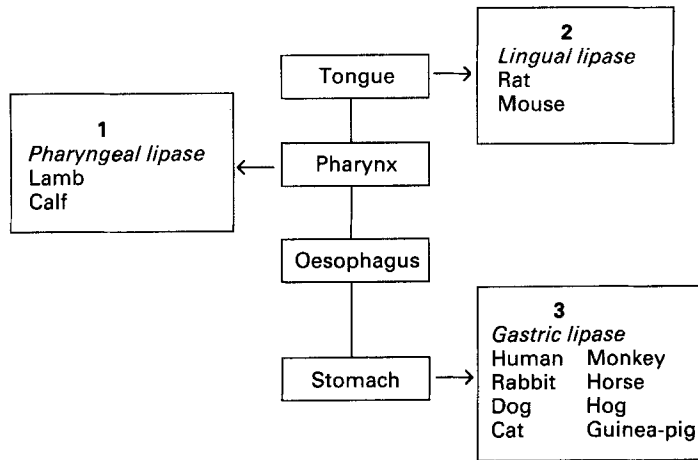 Tongue
2
Lingual lipase
Rat
Mouse
1
Pharyngeal lipase
Lamb
Calf
Pharynx
Oesophagus
Stomach
3
Gastric lipase
Human Monkey
Rabbit Horse
Dog Hog
Cat Guinea-pig